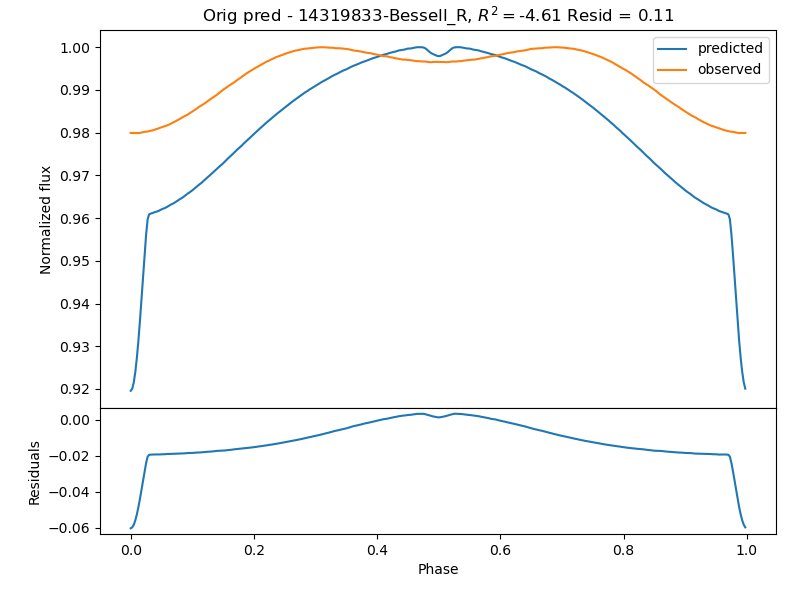 Orig pred - 14319833-Bessell_R, R² = -4.61 Resid = 0.11
predicted
observed
Normalized flux
1.00
0.99
0.98
0.97
0.96
0.95
0.94
0.93
0.92
Residuals
0.00
−0.02
−0.04
−0.06
0.0 0.2 0.4 0.6 0.8 1.0
Phase